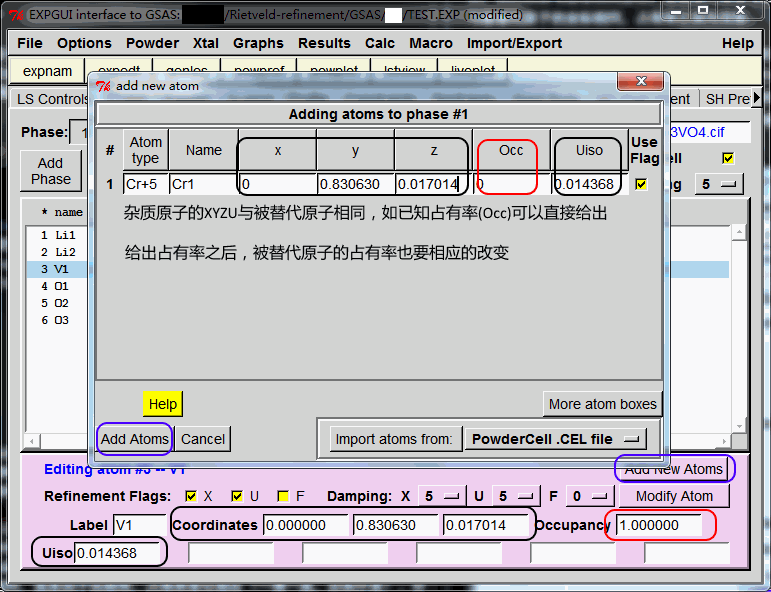 EXPGUI interface to GSAS: /Rietveld-refinement/GSAS/ /TEST.EXP (modified)
File Options Powder Xtal Graphs Results Calc Macro Import/Export Help
expnam expedt genles powpref powplot lstview liveplot
add new atom
LS Controls
SH Pre
Adding atoms to phase #1
Phase: 1
3VO4.cif
# Atom type Name x y z Occ Uiso Use Flag
1 Cr+5 Cr1 0 0.830630 0.017014 0 0.014368
Add Phase
5
杂质原子的XYZU与被替代原子相同，如已知占有率(Occ)可以直接给出
给出占有率之后，被替代原子的占有率也要相应的改变
* name
1 Li1
2 Li2
3 V1
4 O1
5 O2
6 O3
Help
More atom boxes
Add Atoms Cancel Import atoms from: PowderCell .CEL file
Editing atom #3 -- V1
Add New Atoms
Refinement Flags: X U F Damping: X 5 U 5 F 0 Modify Atom
Label V1 Coordinates 0.000000 0.830630 0.017014 Occupancy 1.000000
Uiso 0.014368